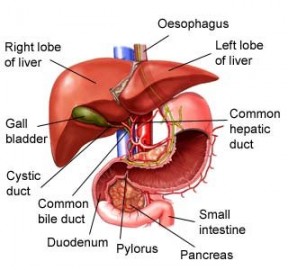 Oesophagus
Right lobe
of liver
Left lobe
of liver
Gall
bladder
Common
hepatic
duct
Cystic
duct
Common
bile duct
Duodenum
Pylorus
Small
intestine
Pancreas